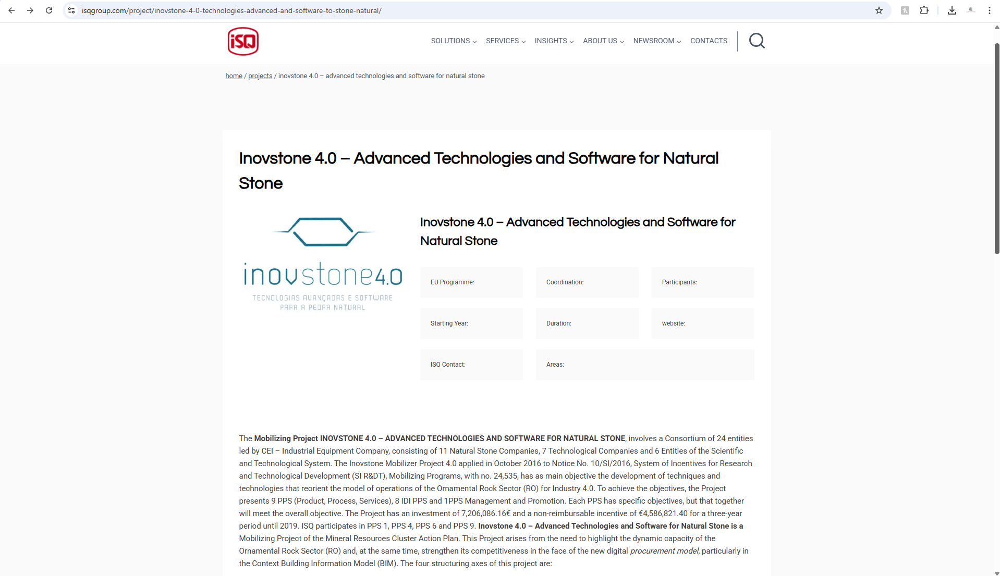 isqgroup.com/project/inovstone-4-0-technologies-advanced-and-software-to-stone-natural/
iSQ
SOLUTIONS SERVICES INSIGHTS ABOUT US NEWSROOM CONTACTS
home / projects / inovstone 4.0 – advanced technologies and software for natural stone
Inovstone 4.0 – Advanced Technologies and Software for Natural
Stone
inovstone4.0
TECNOLOGIAS AVANÇADAS E SOFTWARE
PARA A PEDRA NATURAL
Inovstone 4.0 – Advanced Technologies and Software for
Natural Stone
EU Programme: Coordination: Participants:
Starting Year: Duration: website:
ISQ Contact: Areas:
The Mobilizing Project INOVSTONE 4.0 – ADVANCED TECHNOLOGIES AND SOFTWARE FOR NATURAL STONE, involves a Consortium of 24 entities
led by CEI – Industrial Equipment Company, consisting of 11 Natural Stone Companies, 7 Technological Companies and 6 Entities of the Scientific
and Technological System. The Inovstone Mobilizer Project 4.0 applied in October 2016 to Notice No. 10/SI/2016, System of Incentives for Research
and Technological Development (SI R&DT), Mobilizing Programs, with no. 24,535, has as main objective the development of techniques and
technologies that reorient the model of operations of the Ornamental Rock Sector (RO) for Industry 4.0. To achieve the objectives, the Project
presents 9 PPS (Product, Process, Services), 8 IDI PPS and 1PPS Management and Promotion. Each PPS has specific objectives, but that together
will meet the overall objective. The Project has an investment of 7,206,086.16€ and a non-reimbursable incentive of €4,586,821.40 for a three-year
period until 2019. ISQ participates in PPS 1, PPS 4, PPS 6 and PPS 9. Inovstone 4.0 – Advanced Technologies and Software for Natural Stone is a
Mobilizing Project of the Mineral Resources Cluster Action Plan. This Project arises from the need to highlight the dynamic capacity of the
Ornamental Rock Sector (RO) and, at the same time, strengthen its competitiveness in the face of the new digital procurement model, particularly in
the Context Building Information Model (BIM). The four structuring axes of this project are: